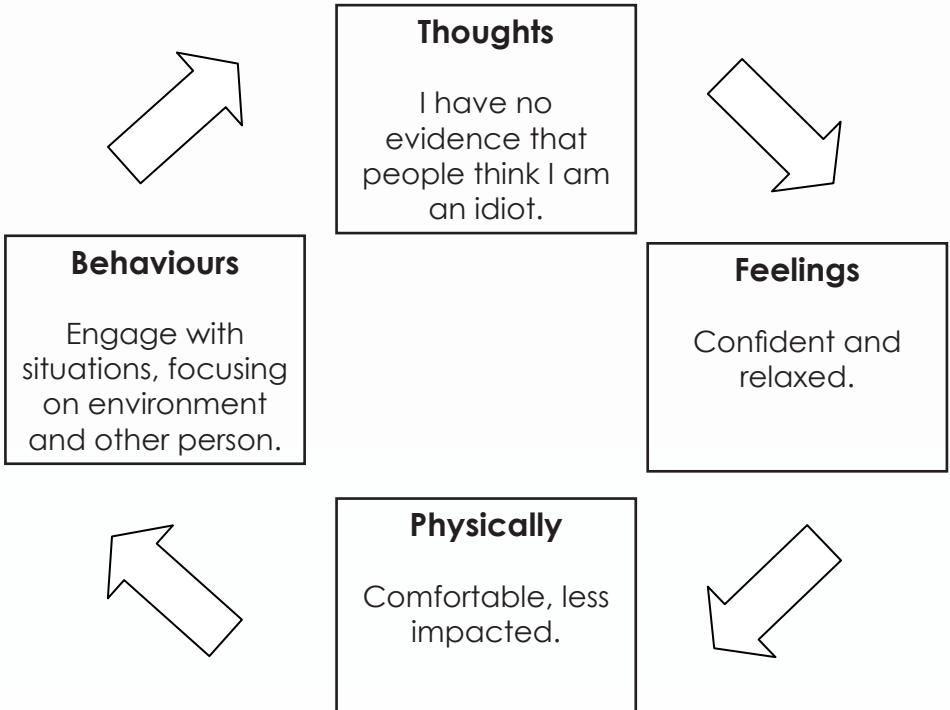 Thoughts
I have no
evidence that
people think I am
an idiot.
Behaviours
Engage with
situations, focusing
on environment
and other person.
Feelings
Confident and
relaxed.
Physically
Comfortable, less
impacted.